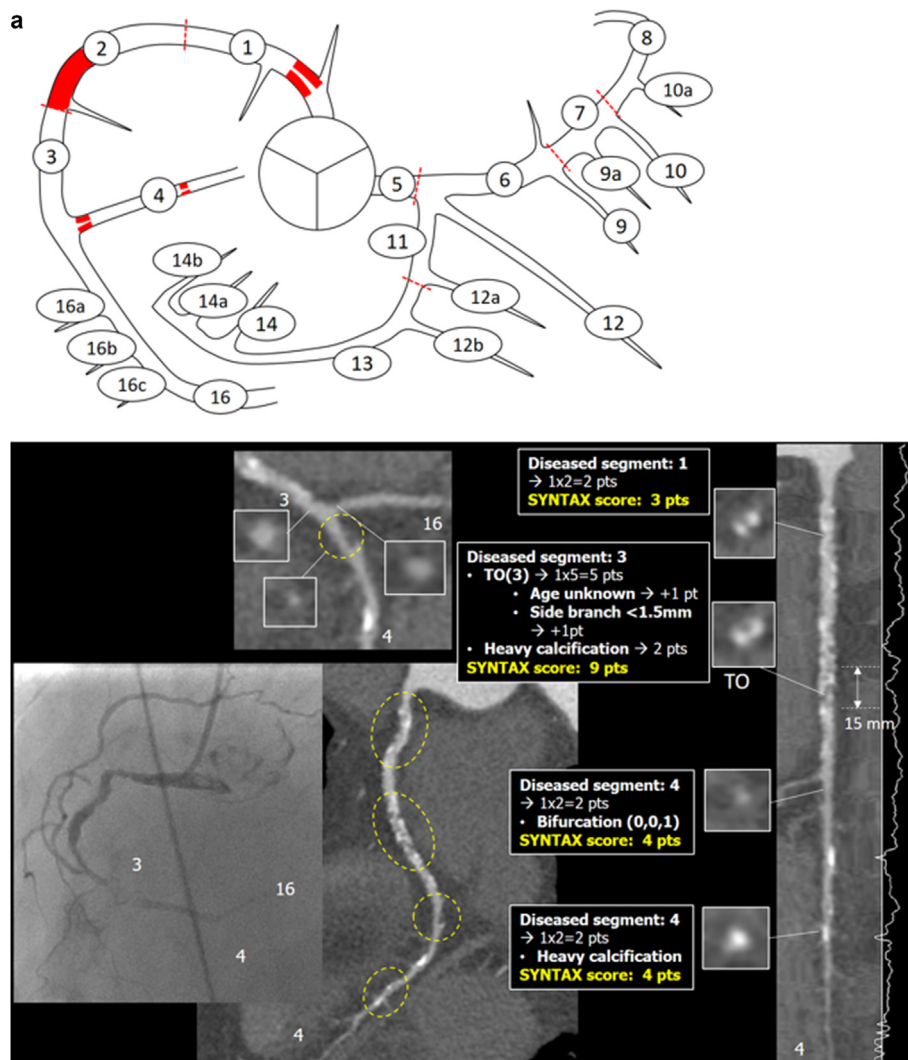 a
2
1
8
10a
7
3
9a
10
4
5
6
9
11
14b
12a
14a
16a
14
12
16b
12b
13
16c
16
Diseased segment: 1
→ 1x2=2 pts
SYNTAX score: 3 pts
3
16
4
Diseased segment: 3
• TO(3) → 1x5=5 pts
• Age unknown → +1 pt
• Side branch <1.5mm
→ +1pt
• Heavy calcification → 2 pts
SYNTAX score: 9 pts
TO
15 mm
Diseased segment: 4
→ 1x2=2 pts
• Bifurcation (0,0,1)
SYNTAX score: 4 pts
3
16
4
Diseased segment: 4
→ 1x2=2 pts
• Heavy calcification
SYNTAX score: 4 pts
4
4